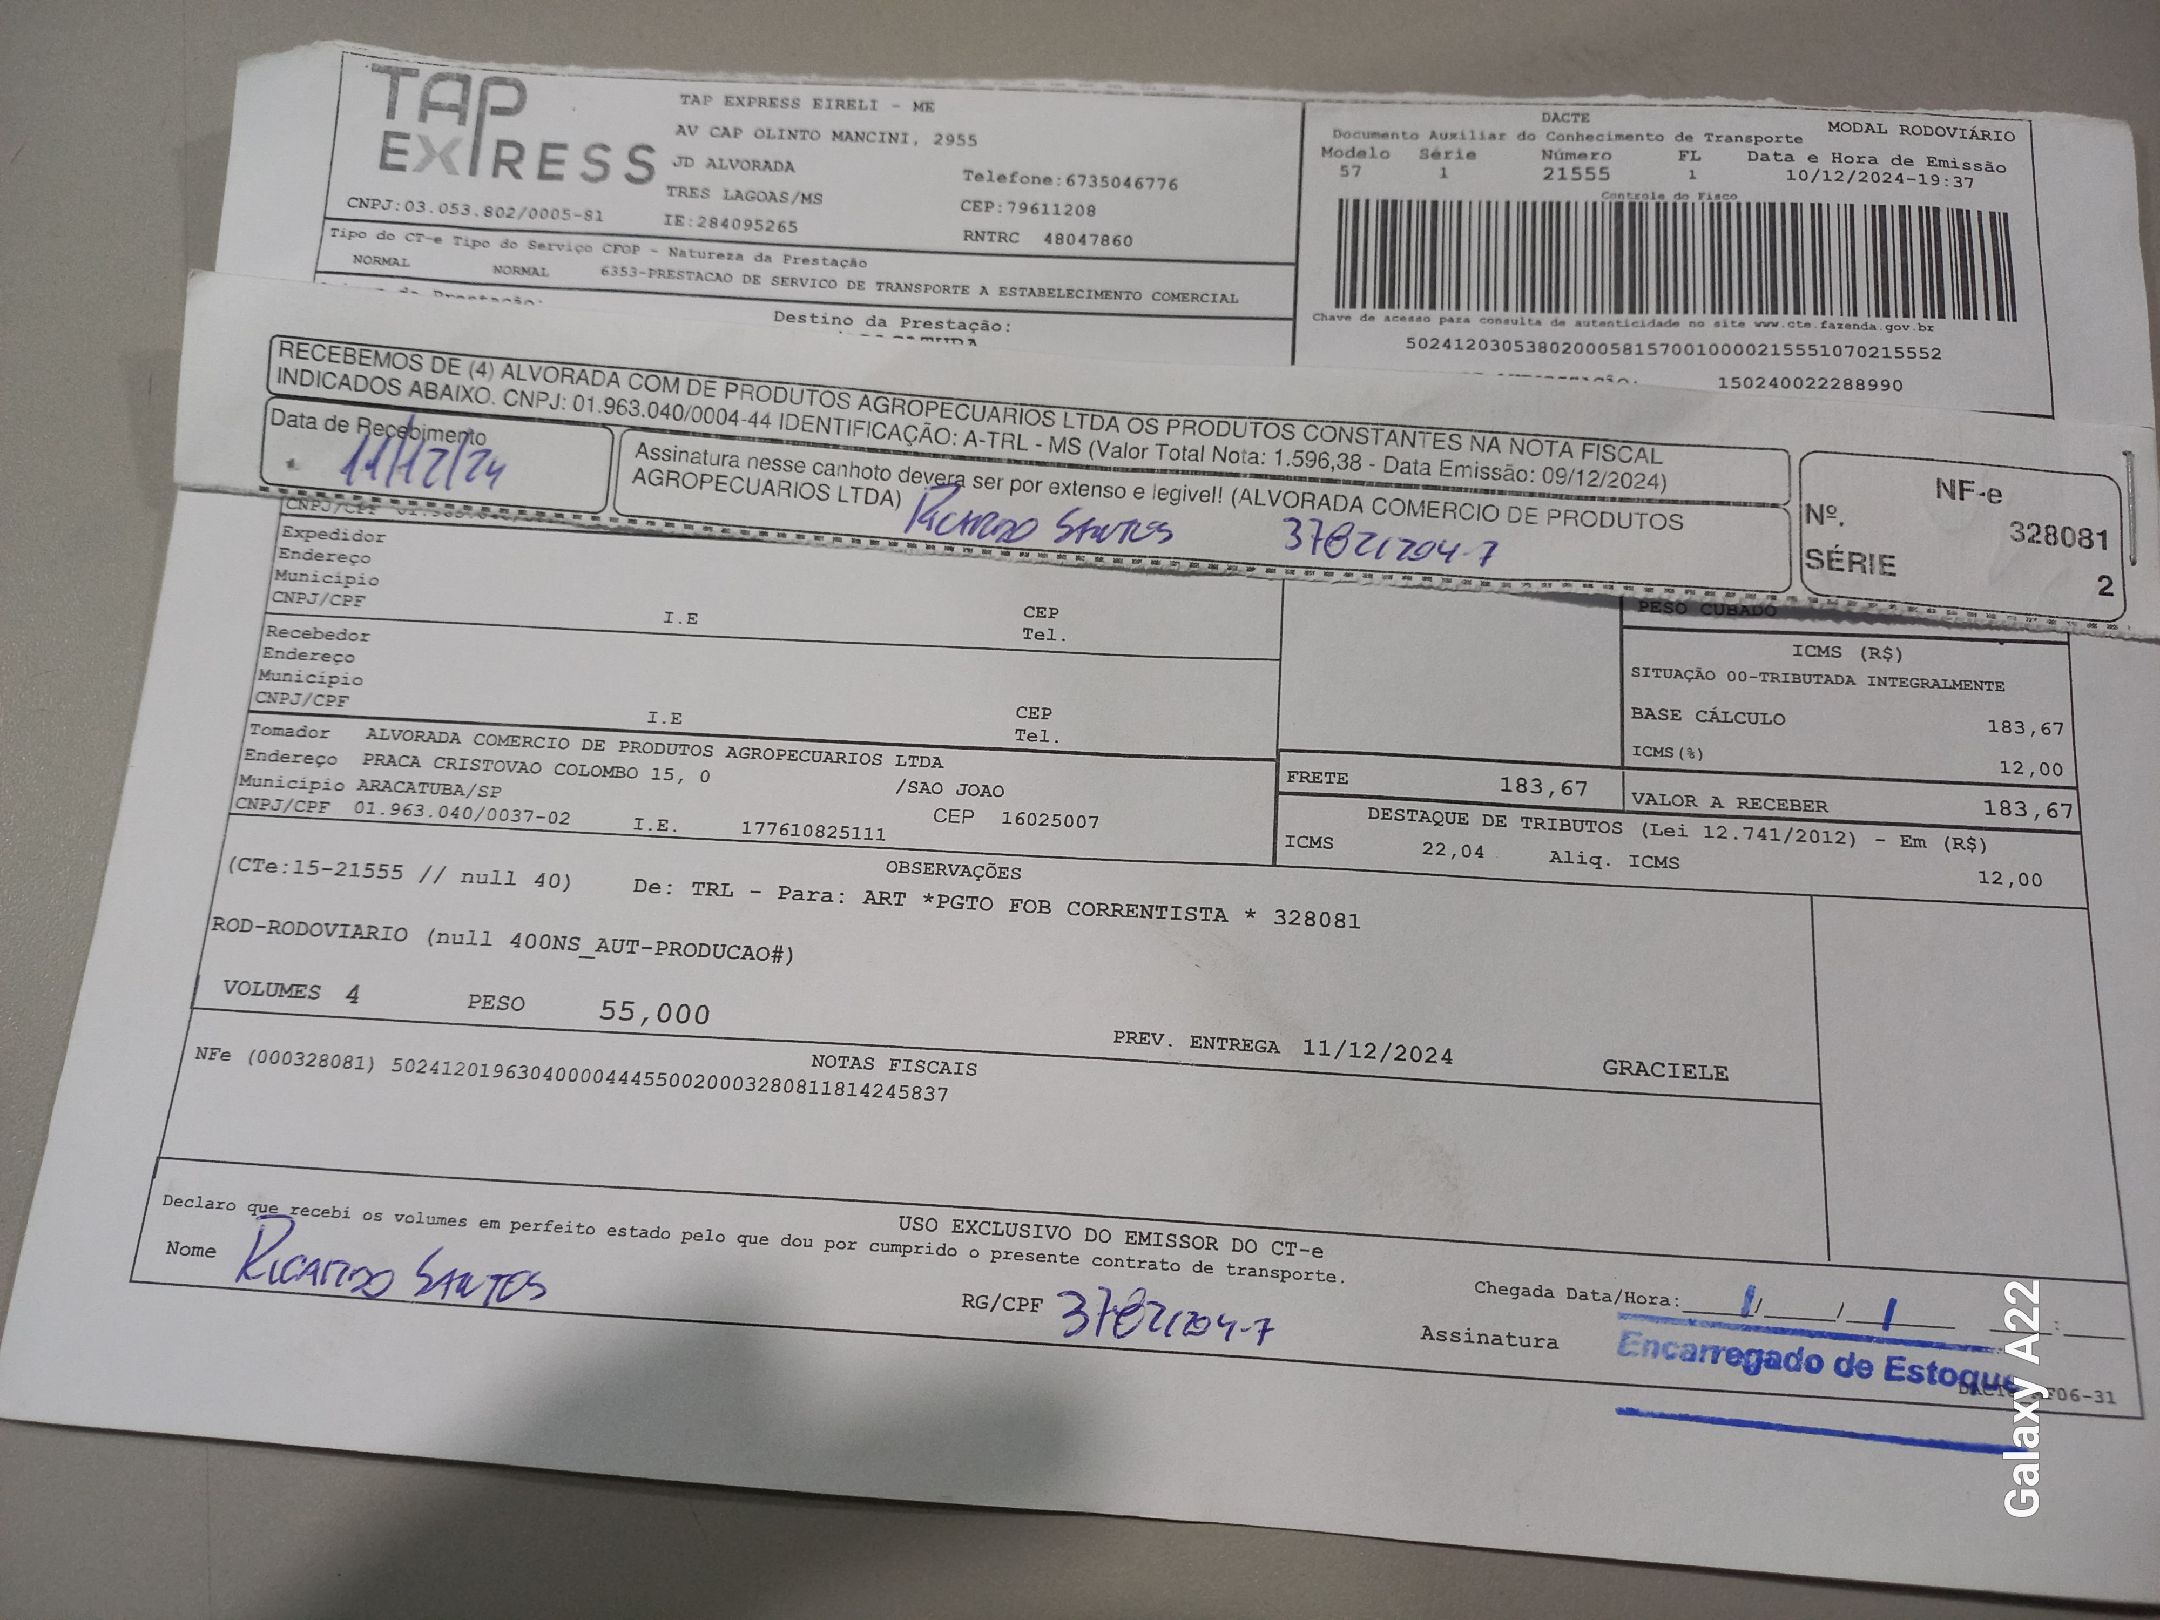 TAP
EXPRESS
TAP EXPRESS EIRELI - ME
AV CAP OLINTO MANCINI, 2955
JD ALVORADA
Telefone:6735046776
TRES LAGOAS/MS
CEP:79611208
CNPJ:03.053.802/0005-81
IE:284095265
RNTRC 48047860
DACTE
MODAL RODOVIÁRIO
Documento Auxiliar do Conhecimento de Transporte
Modelo Série Número FL Data e Hora de Emissão
57 1 21555 1 10/12/2024-19:37
Controle do Fisco
Tipo do CT-e Tipo do Serviço CFOP - Natureza da Prestação
NORMAL NORMAL 6353-PRESTACAO DE SERVICO DE TRANSPORTE A ESTABELECIMENTO COMERCIAL
Destino da Prestação:
Chave de acesso para consulta de autenticidade no site www.cte.fazenda.gov.br
50241203053802000581570010000215551070215552
150240022288990
RECEBEMOS DE (4) ALVORADA COM DE PRODUTOS AGROPECUARIOS LTDA OS PRODUTOS CONSTANTES NA NOTA FISCAL
INDICADOS ABAIXO. CNPJ: 01.963.040/0004-44 IDENTIFICAÇÃO: A-TRL - MS (Valor Total Nota: 1.596,38 - Data Emissão: 09/12/2024)
Data de Recebimento
11/12/24
Assinatura nesse canhoto devera ser por extenso e legivel! (ALVORADA COMERCIO DE PRODUTOS
AGROPECUARIOS LTDA)
RICARDO SANTOS 37821204-7
NF-e
Nº. 328081
SÉRIE 2
CNPJ/CPF
Expedidor
Endereço
Município
CNPJ/CPF I.E CEP
Tel.
Recebedor
Endereço
Município
CNPJ/CPF I.E CEP
Tel.
PESO CUBADO
ICMS (R$)
SITUAÇÃO 00-TRIBUTADA INTEGRALMENTE
BASE CÁLCULO 183,67
ICMS(%) 12,00
Tomador ALVORADA COMERCIO DE PRODUTOS AGROPECUARIOS LTDA
Endereço PRACA CRISTOVAO COLOMBO 15, 0 /SAO JOAO
Município ARACATUBA/SP CEP 16025007
CNPJ/CPF 01.963.040/0037-02 I.E. 177610825111
FRETE 183,67 VALOR A RECEBER 183,67
DESTAQUE DE TRIBUTOS (Lei 12.741/2012) - Em (R$)
ICMS 22,04 Aliq. ICMS 12,00
OBSERVAÇÕES
(CTe:15-21555 // null 40) De: TRL - Para: ART *PGTO FOB CORRENTISTA * 328081
ROD-RODOVIARIO (null 400NS_AUT-PRODUCAO#)
VOLUMES 4 PESO 55,000 PREV. ENTREGA 11/12/2024 GRACIELE
NOTAS FISCAIS
NFe (000328081) 50241201963040000444550020003280811814245837
USO EXCLUSIVO DO EMISSOR DO CT-e
Declaro que recebi os volumes em perfeito estado pelo que dou por cumprido o presente contrato de transporte.
Nome RICARDO SANTOS RG/CPF 37821204-7
Chegada Data/Hora:____/____/____ ___:___
Assinatura
Encarregado de Estoque
Galaxy A22